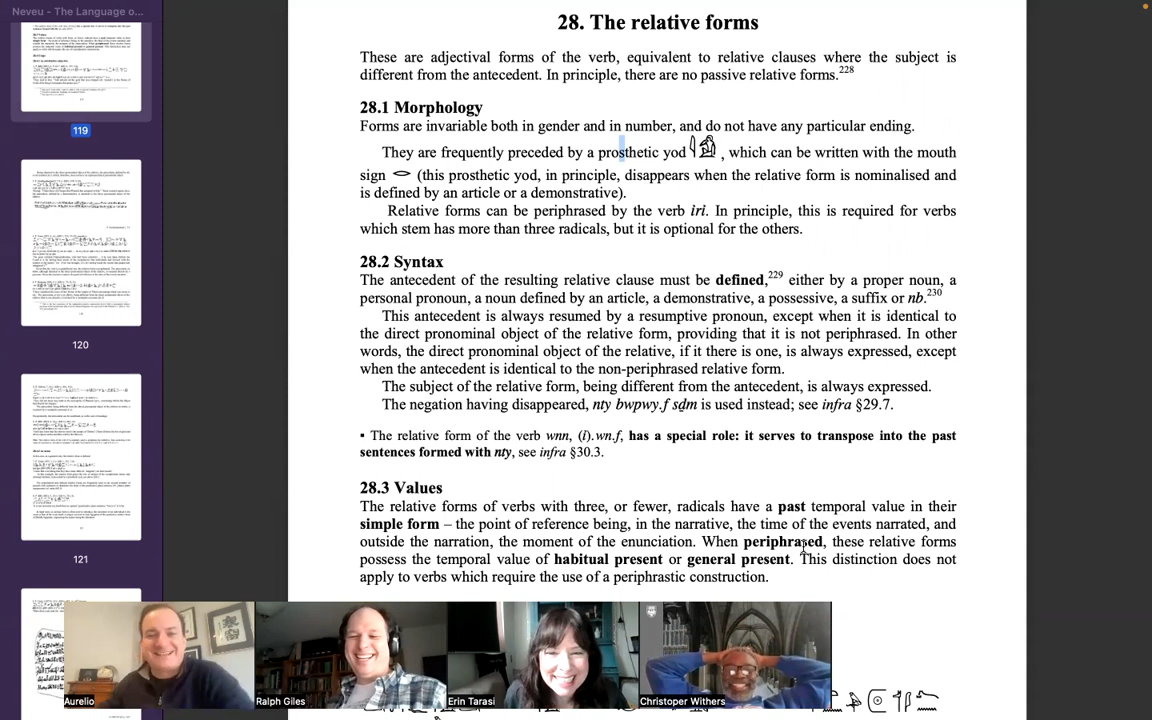 Neveu - The Language o...
119
120
121
28. The relative forms
These are adjectival forms of the verb, equivalent to relative clauses where the subject is
different from the antecedent. In principle, there are no passive relative forms.228
28.1 Morphology
Forms are invariable both in gender and in number, and do not have any particular ending.
They are frequently preceded by a prosthetic yod 𓇋𓀁 , which can be written with the mouth
sign 𓂋 (this prosthetic yod, in principle, disappears when the relative form is nominalised and
is defined by an article or a demonstrative).
Relative forms can be periphrased by the verb iri. In principle, this is required for verbs
which stem has more than three radicals, but it is optional for the others.
28.2 Syntax
The antecedent of a resulting relative clause must be defined,229 either by a proper noun, a
personal pronoun, a noun defined by an article, a demonstrative, a possessive, a suffix or nb.230
This antecedent is always resumed by a resumptive pronoun, except when it is identical to
the direct pronominal object of the relative form, providing that it is not periphrased. In other
words, the direct pronominal object of the relative, if it there is one, is always expressed, except
when the antecedent is identical to the non-periphrased relative form.
The subject of the relative form, being different from the antecedent, is always expressed.
The negation having disappeared, nty bwpwy.f sḏm is used instead; see infra §29.7.
▪ The relative form of the verb wnn, (i).wn.f, has a special role: it serves to transpose into the past
sentences formed with nty, see infra §30.3.
28.3 Values
The relative forms of verbs with three, or fewer, radicals have a past temporal value in their
simple form – the point of reference being, in the narrative, the time of the events narrated, and
outside the narration, the moment of the enunciation. When periphrased, these relative forms
possess the temporal value of habitual present or general present. This distinction does not
apply to verbs which require the use of a periphrastic construction.
Aurelio
Ralph Giles
Erin Tarasi
Christoper Withers